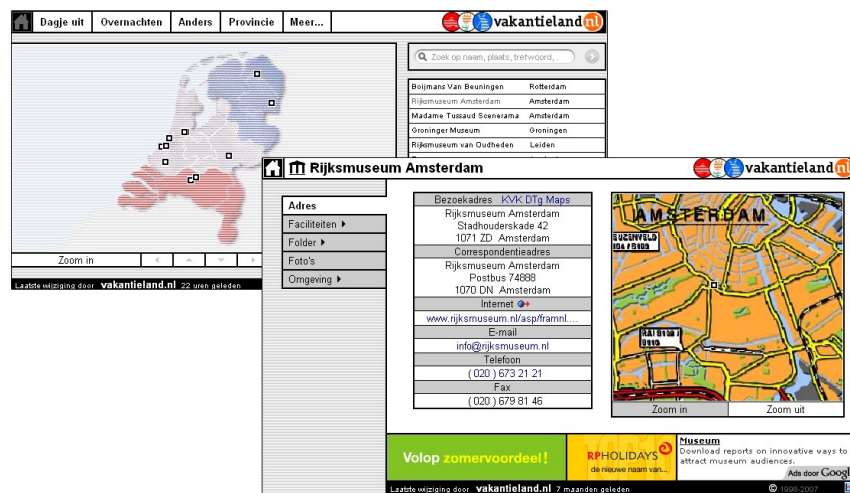 Dagje uit Overnachten Anders Provincie Meer... vakantieland nl
Zoek op naam, plaats, trefwoord, .
Boijmans Van Beuningen Rotterdam
Rijksmuseum Amsterdam Amsterdam
Madame Tussaud Scenerama Amsterdam
Groninger Museum Groningen
Rijksmuseum van Oudheden Leiden
Zoom in
Laatste wijziging door vakantieland.nl 22 uren geleden
Rijksmuseum Amsterdam vakantieland nl
Adres
Faciliteiten
Folder
Foto's
Omgeving
Bezoekadres KVK DTg Maps
Rijksmuseum Amsterdam
Stadhouderskade 42
1071 ZD Amsterdam
Correspondentieadres
Rijksmuseum Amsterdam
Postbus 74888
1070 DN Amsterdam
Internet
www.rijksmuseum.nl/asp/framnl....
E-mail
info@rijksmuseum.nl
Telefoon
( 020 ) 673 21 21
Fax
( 020 ) 679 81 46
AMSTERDAM
Zoom in Zoom uit
Volop zomervoordeel!
RPHOLIDAYS
de nieuwe naam van...
Museum
Download reports on innovative ways to
attract museum audiences.
Ads door Googl
Laatste wijziging door vakantieland.nl 7 maanden geleden © 1998-2007